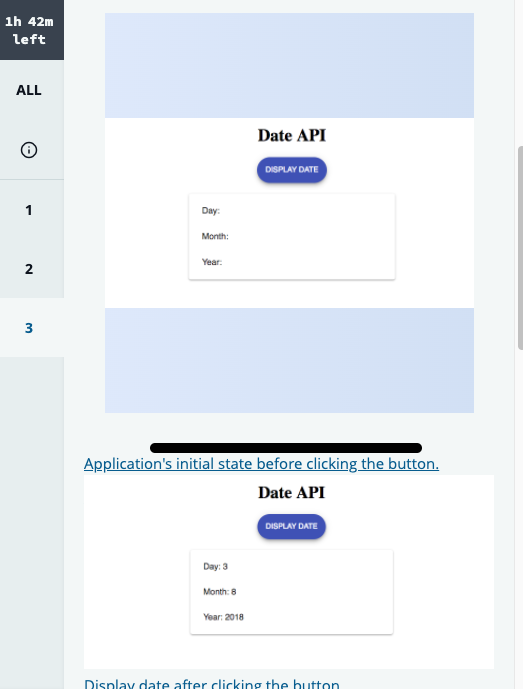 1h 42m
left
ALL
1
2
3
Date API
DISPLAY DATE
Day:
Month:
Year:
Application's initial state before clicking the button.
Date API
DISPLAY DATE
Day: 3
Month: 8
Year: 2018
Display date after clicking the button